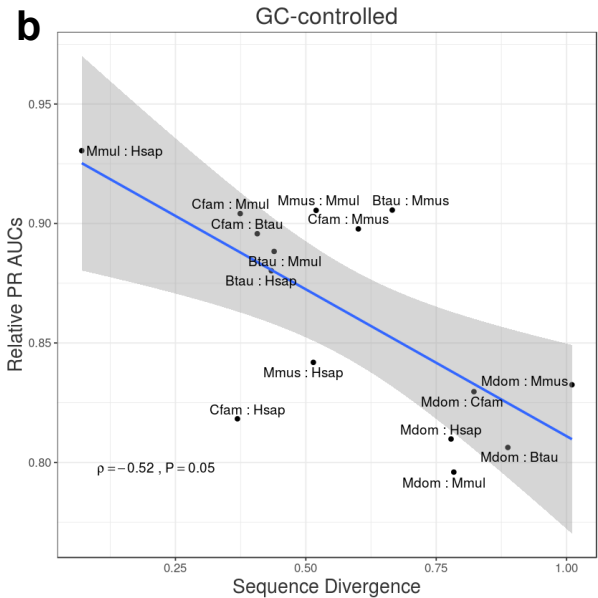 b
GC-controlled
Relative PR AUCs
0.95
0.90
0.85
0.80
Mmul : Hsap
Cfam : Mmul
Mmus : Mmul
Btau : Mmus
Cfam : Btau
Cfam : Mmus
Btau : Mmul
Btau : Hsap
Mmus : Hsap
Mdom : Mmus
Mdom : Cfam
Cfam : Hsap
Mdom : Hsap
Mdom : Btau
Mdom : Mmul
ρ = −0.52 , P = 0.05
0.25
0.50
0.75
1.00
Sequence Divergence